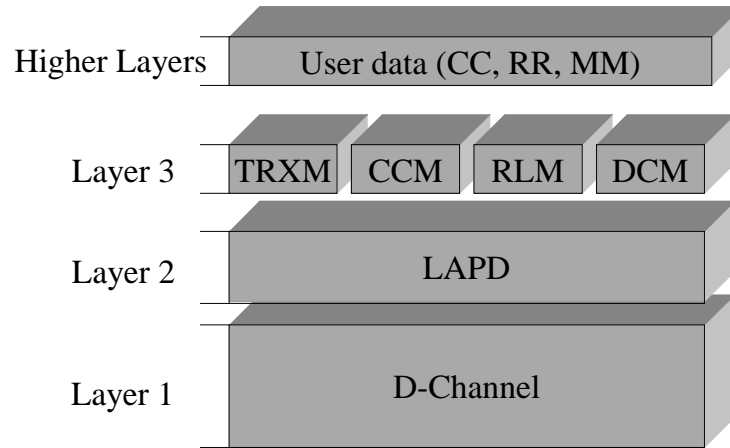 Higher Layers User data (CC, RR, MM)
Layer 3 TRXM CCM RLM DCM
Layer 2 LAPD
Layer 1 D-Channel